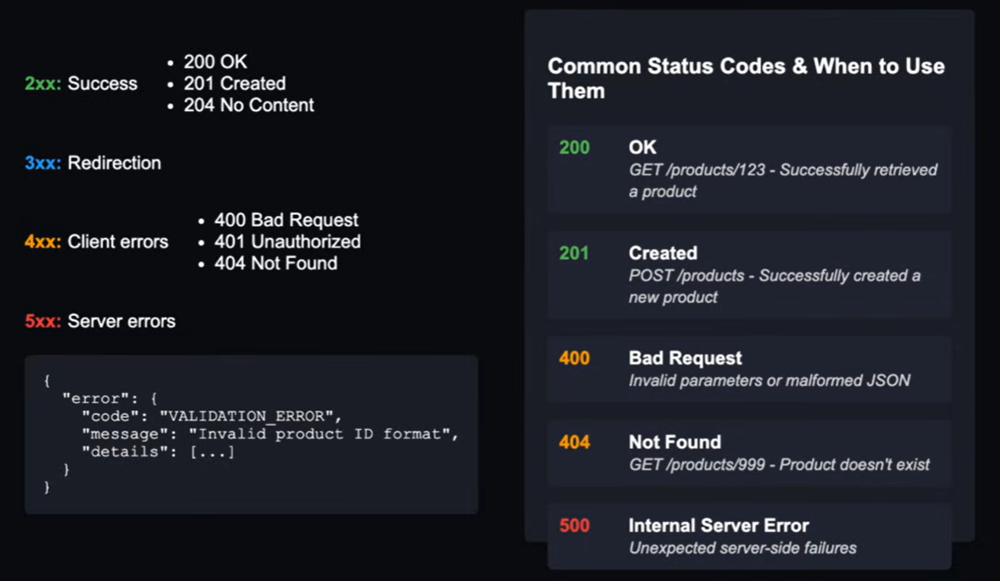 2xx: Success
• 200 OK
• 201 Created
• 204 No Content
3xx: Redirection
4xx: Client errors
• 400 Bad Request
• 401 Unauthorized
• 404 Not Found
5xx: Server errors
{
  "error": {
    "code": "VALIDATION_ERROR",
    "message": "Invalid product ID format",
    "details": [...]
  }
}
Common Status Codes & When to Use
Them
200 OK
GET /products/123 - Successfully retrieved
a product
201 Created
POST /products - Successfully created a
new product
400 Bad Request
Invalid parameters or malformed JSON
404 Not Found
GET /products/999 - Product doesn't exist
500 Internal Server Error
Unexpected server-side failures